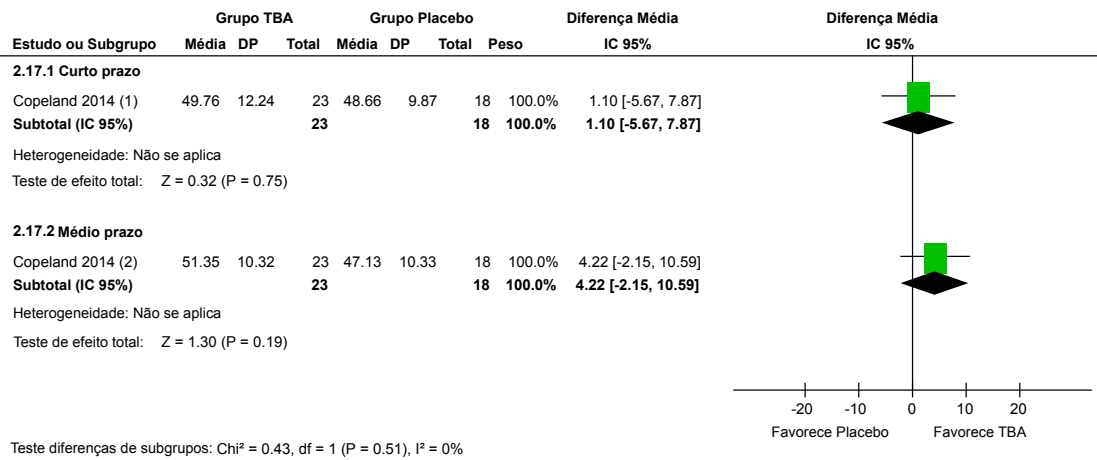 Grupo TBA Grupo Placebo Diferença Média Diferença Média
Estudo ou Subgrupo Média DP Total Média DP Total Peso IC 95% IC 95%
2.17.1 Curto prazo
Copeland 2014 (1) 49.76 12.24 23 48.66 9.87 18 100.0% 1.10 [-5.67, 7.87]
Subtotal (IC 95%) 23 18 100.0% 1.10 [-5.67, 7.87]
Heterogeneidade: Não se aplica
Teste de efeito total: Z = 0.32 (P = 0.75)
2.17.2 Médio prazo
Copeland 2014 (2) 51.35 10.32 23 47.13 10.33 18 100.0% 4.22 [-2.15, 10.59]
Subtotal (IC 95%) 23 18 100.0% 4.22 [-2.15, 10.59]
Heterogeneidade: Não se aplica
Teste de efeito total: Z = 1.30 (P = 0.19)
-20 -10 0 10 20
Favorece Placebo Favorece TBA
Teste diferenças de subgrupos: Chi² = 0.43, df = 1 (P = 0.51), I² = 0%